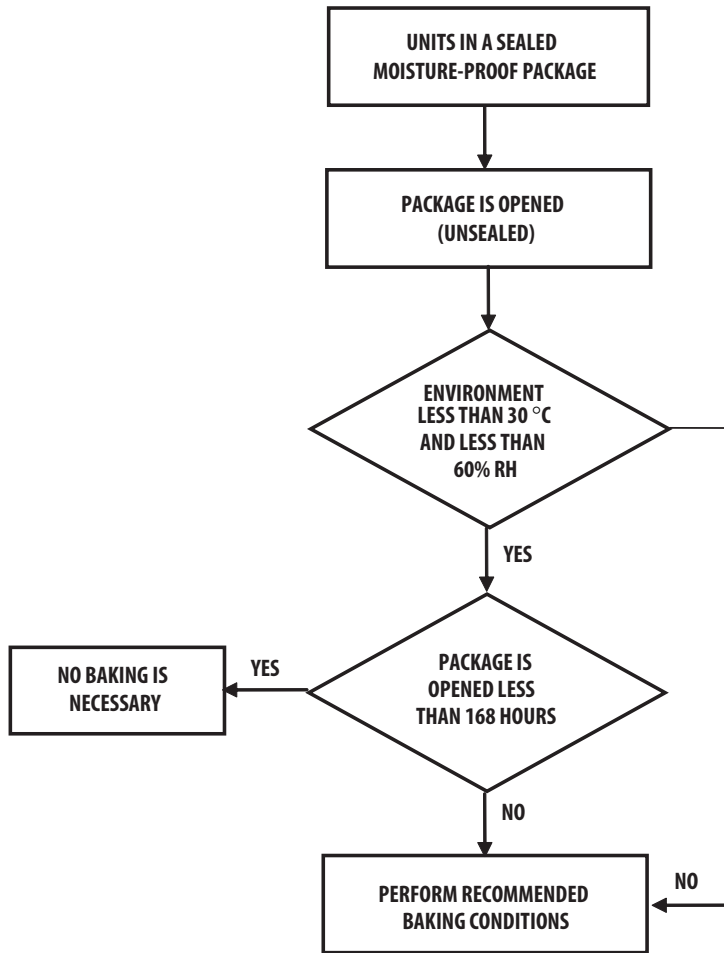 UNITS IN A SEALED
MOISTURE-PROOF PACKAGE
PACKAGE IS OPENED
(UNSEALED)
ENVIRONMENT
LESS THAN 30 °C
AND LESS THAN
60% RH
YES
PACKAGE IS
OPENED LESS
THAN 168 HOURS
YES
NO BAKING IS
NECESSARY
NO
PERFORM RECOMMENDED
BAKING CONDITIONS
NO